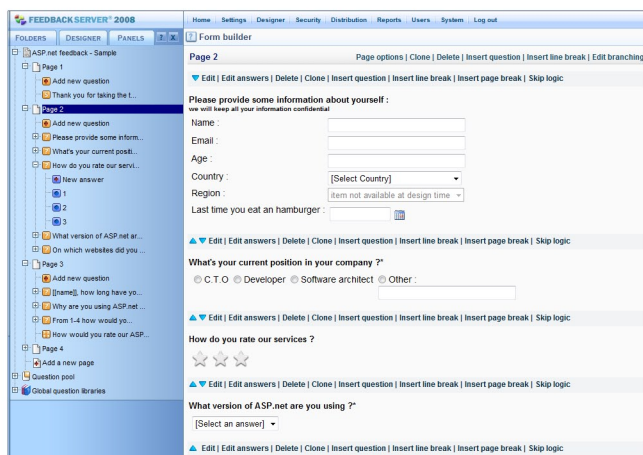 FEEDBACKSERVER® 2008
Home Settings Designer Security Distribution Reports Users System Log out
FOLDERS DESIGNER PANELS ? X
Form builder
ASP.net feedback - Sample
Page 1
Add new question
Thank you for taking the t...
Page 2
Add new question
Please provide some inform...
What's your current positi...
How do you rate our servi...
New answer
1
2
3
What version of ASP.net ar...
On which websites did you ...
Page 3
Add new question
[[name]], how long have yo...
Why are you using ASP.net ...
From 1-4 how would yo...
How would you rate our ASP...
Page 4
Add a new page
Question pool
Global question libraries
Page 2 Page options | Clone | Delete | Insert question | Insert line break | Edit branching
Edit | Edit answers | Delete | Clone | Insert question | Insert line break | Insert page break | Skip logic
Please provide some information about yourself :
we will keep all your information confidential
Name :
Email :
Age :
Country : [Select Country]
Region : item not available at design time
Last time you eat an hamburger :
Edit | Edit answers | Delete | Clone | Insert question | Insert line break | Insert page break | Skip logic
What's your current position in your company ?*
C.T.O Developer Software architect Other :
Edit | Edit answers | Delete | Clone | Insert question | Insert line break | Insert page break | Skip logic
How do you rate our services ?
Edit | Edit answers | Delete | Clone | Insert question | Insert line break | Insert page break | Skip logic
What version of ASP.net are you using ?*
[Select an answer]
Edit | Edit answers | Delete | Clone | Insert question | Insert line break | Insert page break | Skip logic